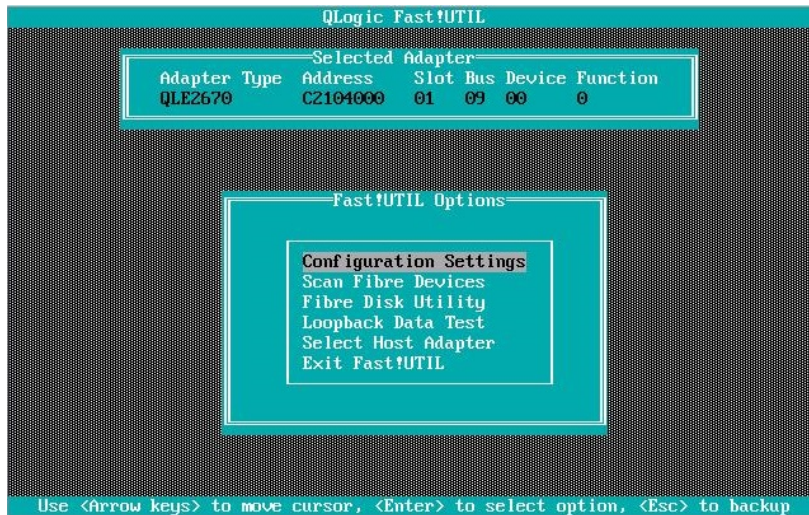 QLogic Fast!UTIL
Selected Adapter
Adapter Type Address Slot Bus Device Function
QLE2670 C2104000 01 09 00 0
Fast!UTIL Options
Configuration Settings
Scan Fibre Devices
Fibre Disk Utility
Loopback Data Test
Select Host Adapter
Exit Fast!UTIL
Use <Arrow keys> to move cursor, <Enter> to select option, <Esc> to backup